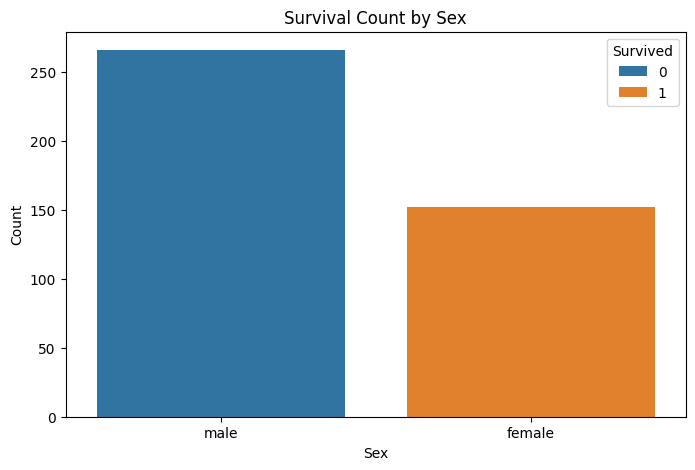 Survival Count by Sex
Survived
0
1
250
200
150
100
50
0
Count
male
female
Sex